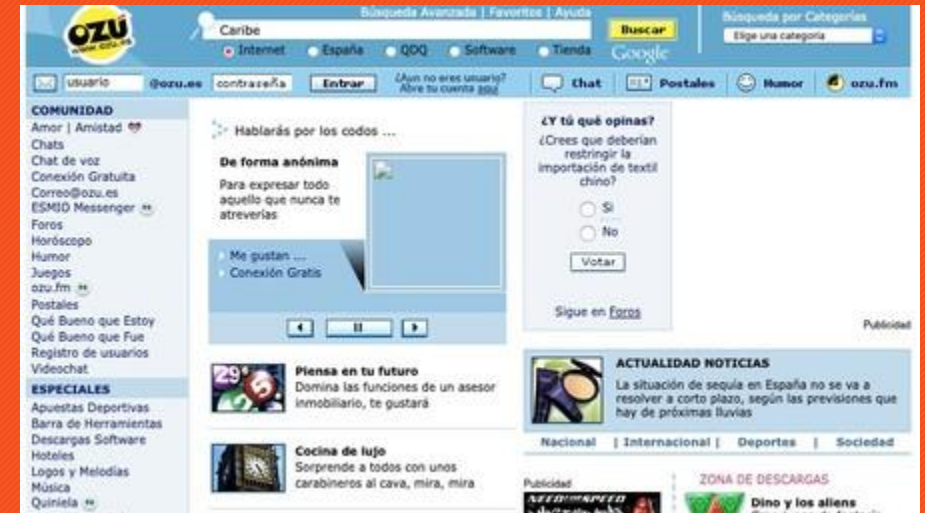 OZÚ
www.ozu.es
Búsqueda Avanzada | Favoritos | Ayuda
Búsqueda por Categorías
Caribe
Buscar
Elige una categoría
Internet España QDQ Software Tienda
Google
usuario @ozu.es contraseña Entrar
¿Aun no eres usuario?
Abre tu cuenta aquí
Chat Postales Humor ozu.fm
COMUNIDAD
Amor | Amistad
Chats
Chat de voz
Conexión Gratuita
Correo@ozu.es
ESMIO Messenger
Foros
Horóscopo
Humor
Juegos
ozu.fm
Postales
Qué Bueno que Estoy
Qué Bueno que Fue
Registro de usuarios
Videochat
ESPECIALES
Apuestas Deportivas
Barra de Herramientas
Descargas Software
Hoteles
Logos y Melodías
Música
Quiniela
Hablarás por los codos ...
De forma anónima
Para expresar todo
aquello que nunca te
atreverías
Me gustan ...
Conexión Gratis
29
5
Piensa en tu futuro
Domina las funciones de un asesor
inmobiliario, te gustará
Cocina de lujo
Sorprende a todos con unos
carabineros al cava, mira, mira
¿Y tú qué opinas?
¿Crees que deberían
restringir la
importación de textil
chino?
Si
No
Votar
Sigue en Foros
Publicidad
ACTUALIDAD NOTICIAS
La situación de sequía en España no se va a
resolver a corto plazo, según las previsiones que
hay de próximas lluvias
Nacional | Internacional | Deportes | Sociedad
Publicidad
NEED FOR SPEED
ZONA DE DESCARGAS
Dino y los aliens